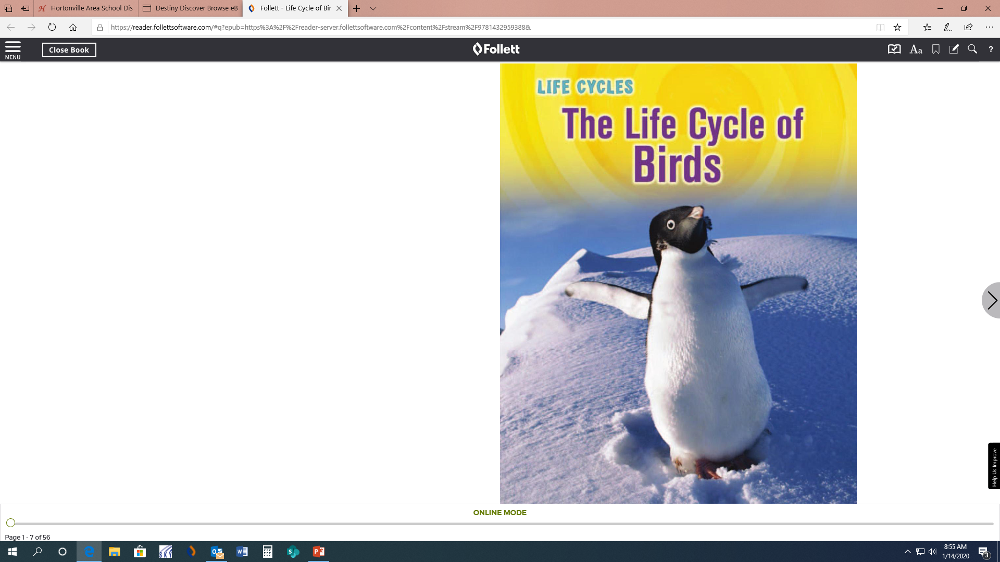 Hortonville Area School Dis
Destiny Discover Browse eB
Follett - Life Cycle of Bir
https://reader.follettsoftware.com/#q?epub=https%3A%2F%2Freader-server.follettsoftware.com%2Fcontent%2Fstream%2F9781432959388&
MENU
Close Book
Follett
Aa
?
LIFE CYCLES
The Life Cycle of
Birds
Help Us Improve
ONLINE MODE
Page 1 - 7 of 56
SKY
8:55 AM
1/14/2020
3